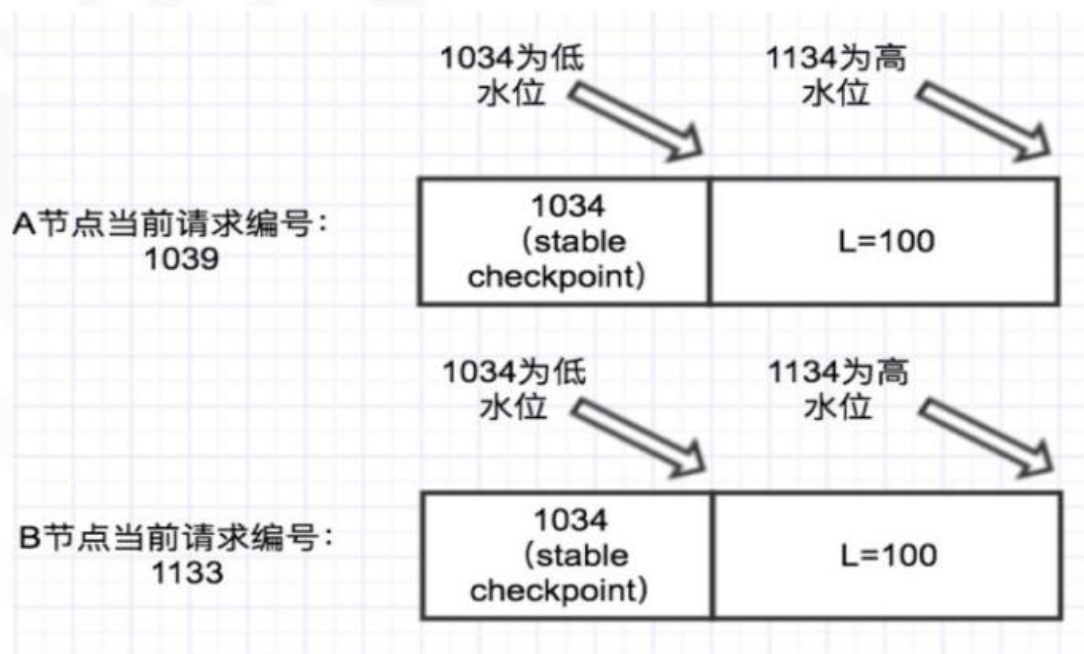 1034为低
水位
1134为高
水位
A节点当前请求编号：
1039
1034
（stable
checkpoint）
L=100
1034为低
水位
1134为高
水位
B节点当前请求编号：
1133
1034
（stable
checkpoint）
L=100